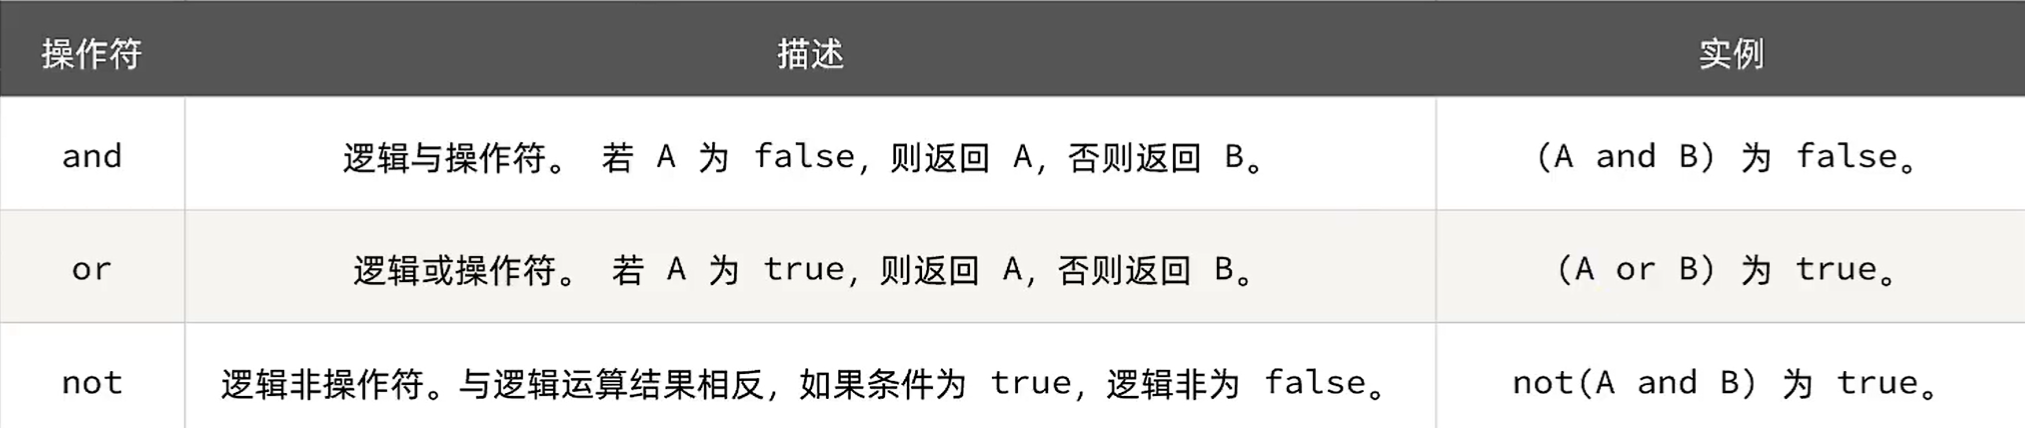 操作符 描述 实例
and 逻辑与操作符。 若 A 为 false，则返回 A，否则返回 B。 (A and B) 为 false。
or 逻辑或操作符。 若 A 为 true，则返回 A，否则返回 B。 (A or B) 为 true。
not 逻辑非操作符。与逻辑运算结果相反，如果条件为 true，逻辑非为 false。 not(A and B) 为 true。